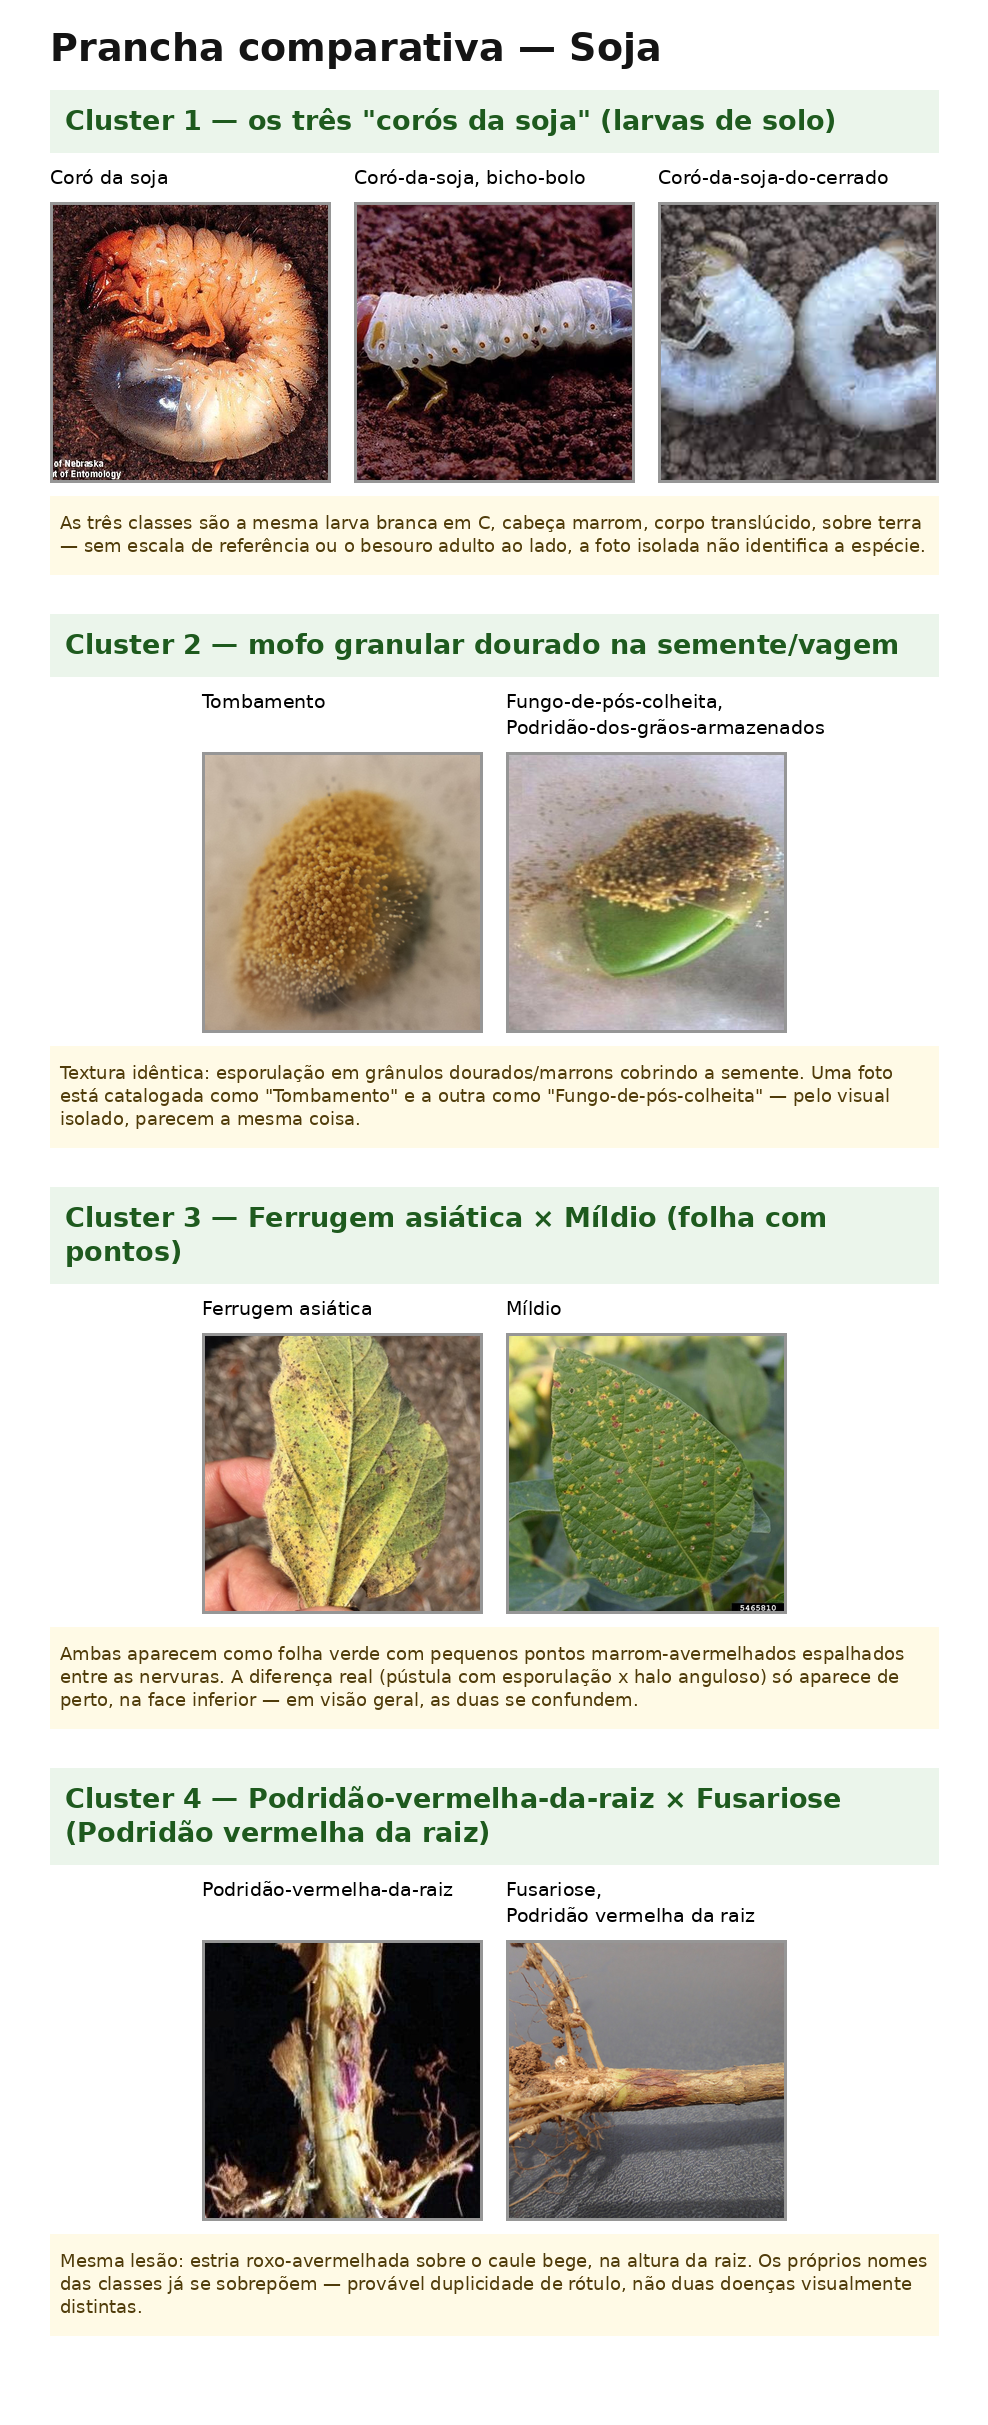 Prancha comparativa — Soja
Cluster 1 — os três "corós da soja" (larvas de solo)
Coró da soja
Coró-da-soja, bicho-bolo
Coró-da-soja-do-cerrado
of Nebraska
t of Entomology
As três classes são a mesma larva branca em C, cabeça marrom, corpo translúcido, sobre terra
— sem escala de referência ou o besouro adulto ao lado, a foto isolada não identifica a espécie.
Cluster 2 — mofo granular dourado na semente/vagem
Tombamento
Fungo-de-pós-colheita,
Podridão-dos-grãos-armazenados
Textura idêntica: esporulação em grânulos dourados/marrons cobrindo a semente. Uma foto
está catalogada como "Tombamento" e a outra como "Fungo-de-pós-colheita" — pelo visual
isolado, parecem a mesma coisa.
Cluster 3 — Ferrugem asiática × Míldio (folha com
pontos)
Ferrugem asiática
Míldio
5465810
Ambas aparecem como folha verde com pequenos pontos marrom-avermelhados espalhados
entre as nervuras. A diferença real (pústula com esporulação x halo anguloso) só aparece de
perto, na face inferior — em visão geral, as duas se confundem.
Cluster 4 — Podridão-vermelha-da-raiz × Fusariose
(Podridão vermelha da raiz)
Podridão-vermelha-da-raiz
Fusariose,
Podridão vermelha da raiz
Mesma lesão: estria roxo-avermelhada sobre o caule bege, na altura da raiz. Os próprios nomes
das classes já se sobrepõem — provável duplicidade de rótulo, não duas doenças visualmente
distintas.